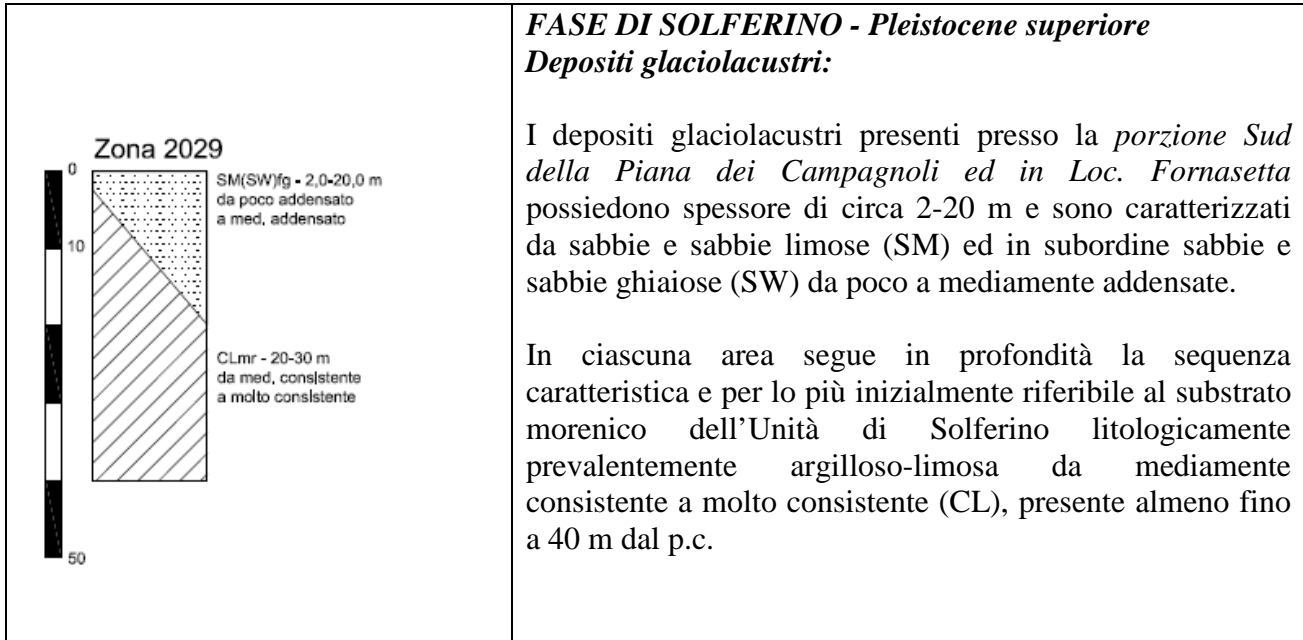 Zona 2029
0
10
50
SM(SW)fg - 2,0-20,0 m
da poco addensato
a med, addensato
CLmr - 20-30 m
da med, consistente
a molto consistente
FASE DI SOLFERINO - Pleistocene superiore
Depositi glaciolacustri:
I depositi glaciolacustri presenti presso la porzione Sud
della Piana dei Campagnoli ed in Loc. Fornasetta
possiedono spessore di circa 2-20 m e sono caratterizzati
da sabbie e sabbie limose (SM) ed in subordine sabbie e
sabbie ghiaiose (SW) da poco a mediamente addensate.
In ciascuna area segue in profondità la sequenza
caratteristica e per lo più inizialmente riferibile al substrato
morenico dell’Unità di Solferino litologicamente
prevalentemente argilloso-limosa da mediamente
consistente a molto consistente (CL), presente almeno fino
a 40 m dal p.c.